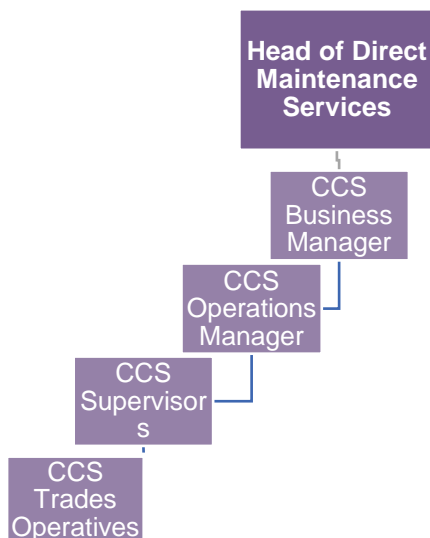 Head of Direct
Maintenance
Services
CCS
Business
Manager
CCS
Operations
Manager
CCS
Supervisor
s
CCS
Trades
Operatives